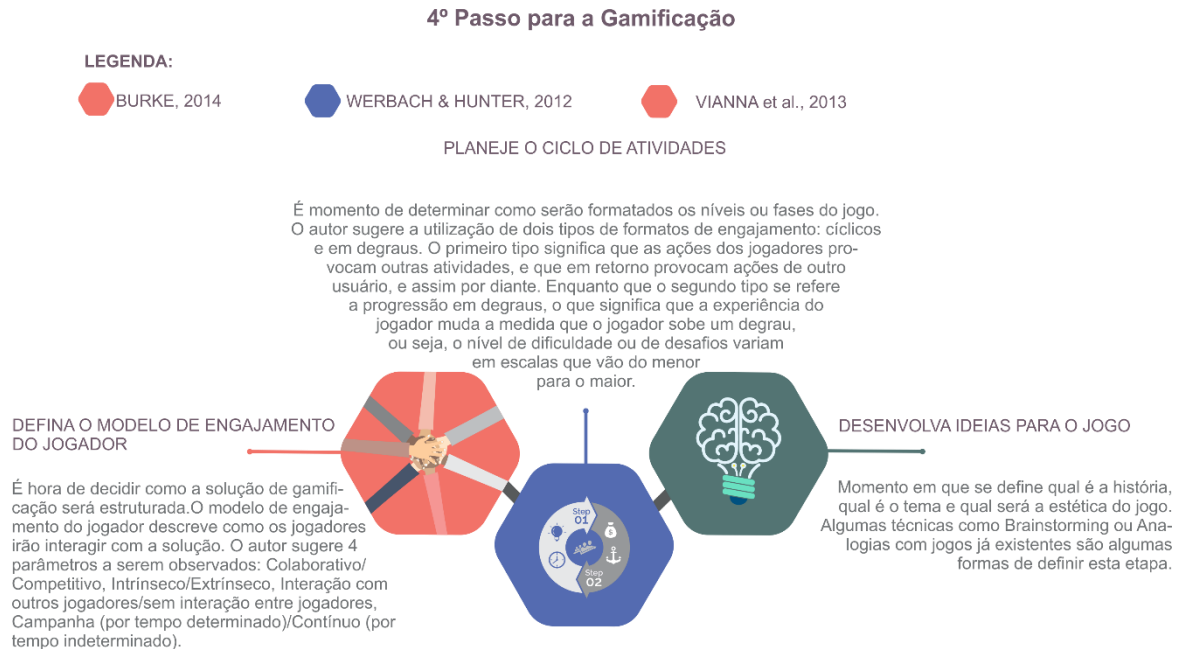 4º Passo para a Gamificação
LEGENDA:
BURKE, 2014
WERBACH & HUNTER, 2012
VIANNA et al., 2013
PLANEJE O CICLO DE ATIVIDADES
É momento de determinar como serão formatados os níveis ou fases do jogo.
O autor sugere a utilização de dois tipos de formatos de engajamento: cíclicos
e em degraus. O primeiro tipo significa que as ações dos jogadores pro-
vocam outras atividades, e que em retorno provocam ações de outro
usuário, e assim por diante. Enquanto que o segundo tipo se refere
a progressão em degraus, o que significa que a experiência do
jogador muda a medida que o jogador sobe um degrau,
ou seja, o nível de dificuldade ou de desafios variam
em escalas que vão do menor
para o maior.
DEFINA O MODELO DE ENGAJAMENTO
DO JOGADOR
É hora de decidir como a solução de gamifi-
cação será estruturada.O modelo de engaja-
mento do jogador descreve como os jogadores
irão interagir com a solução. O autor sugere 4
parâmetros a serem observados: Colaborativo/
Competitivo, Intrínseco/Extrínseco, Interação com
outros jogadores/sem interação entre jogadores,
Campanha (por tempo determinado)/Contínuo (por
tempo indeterminado).
Step
01
$
Step
02
DESENVOLVA IDEIAS PARA O JOGO
Momento em que se define qual é a história,
qual é o tema e qual será a estética do jogo.
Algumas técnicas como Brainstorming ou Ana-
logias com jogos já existentes são algumas
formas de definir esta etapa.